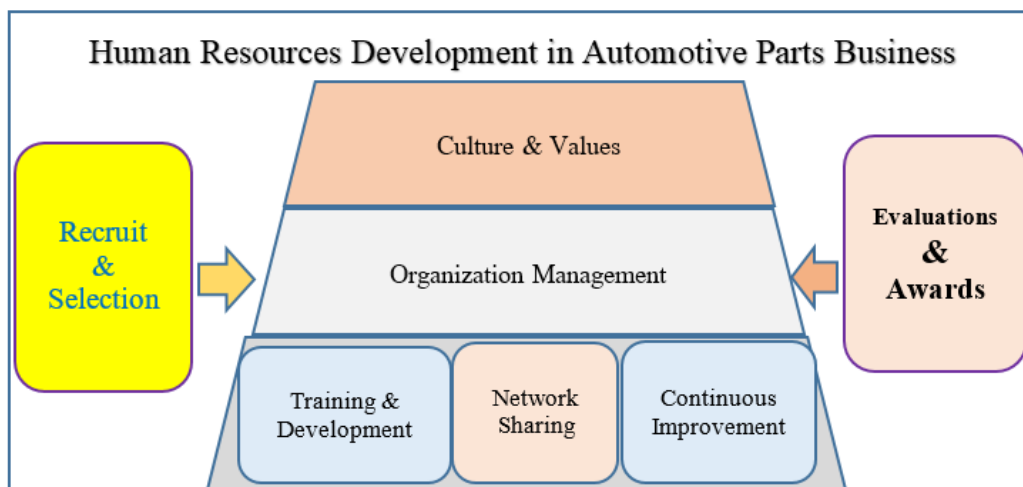 Human Resources Development in Automotive Parts Business
Culture & Values
Recruit
&
Selection
Organization Management
Evaluations
&
Awards
Training &
Development
Network
Sharing
Continuous
Improvement